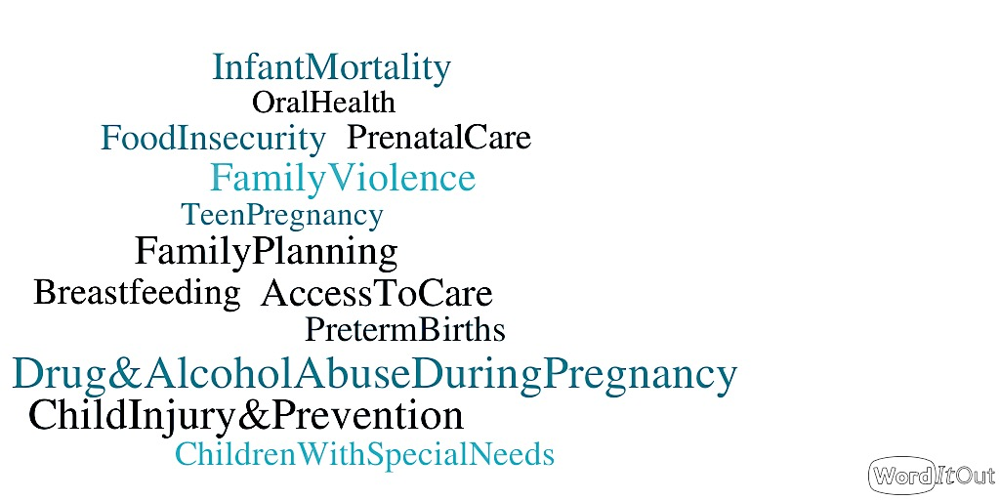 InfantMortality
OralHealth
FoodInsecurity PrenatalCare
FamilyViolence
TeenPregnancy
FamilyPlanning
Breastfeeding AccessToCare
PretermBirths
Drug&AlcoholAbuseDuringPregnancy
ChildInjury&Prevention
ChildrenWithSpecialNeeds
WordItOut